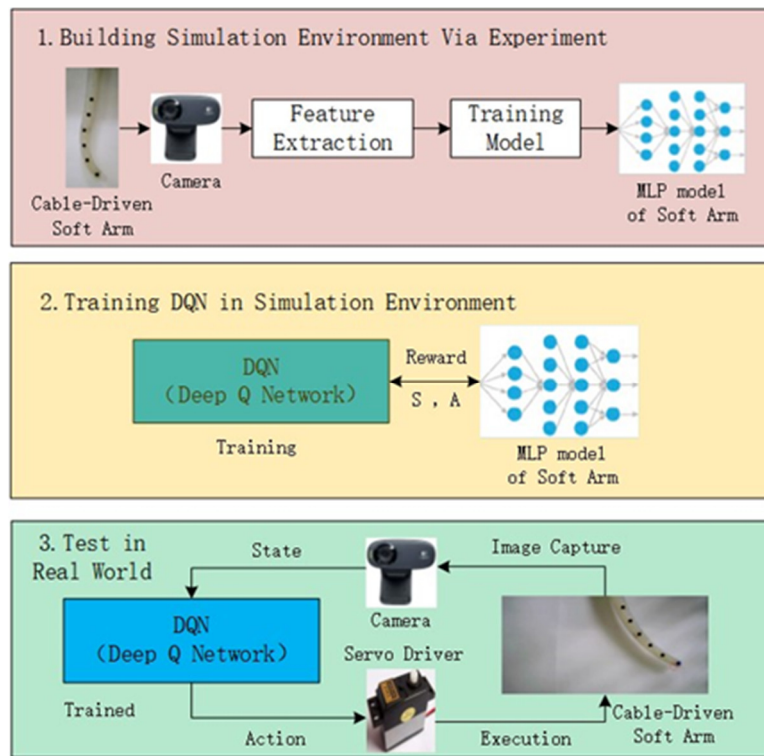 1. Building Simulation Environment Via Experiment
Cable-Driven
Soft Arm
Camera
Feature
Extraction
Training
Model
MLP model
of Soft Arm
2. Training DQN in Simulation Environment
DQN
(Deep Q Network)
Training
Reward
S , A
MLP model
of Soft Arm
3. Test in
Real World
State
Camera
Image Capture
DQN
(Deep Q Network)
Trained
Servo Driver
Action
Execution
Cable-Driven
Soft Arm